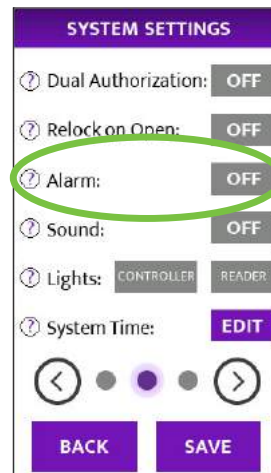 SYSTEM SETTINGS
? Dual Authorization: OFF
? Relock on Open: OFF
? Alarm: OFF
? Sound: OFF
? Lights: CONTROLLER READER
? System Time: EDIT
< >
BACK SAVE